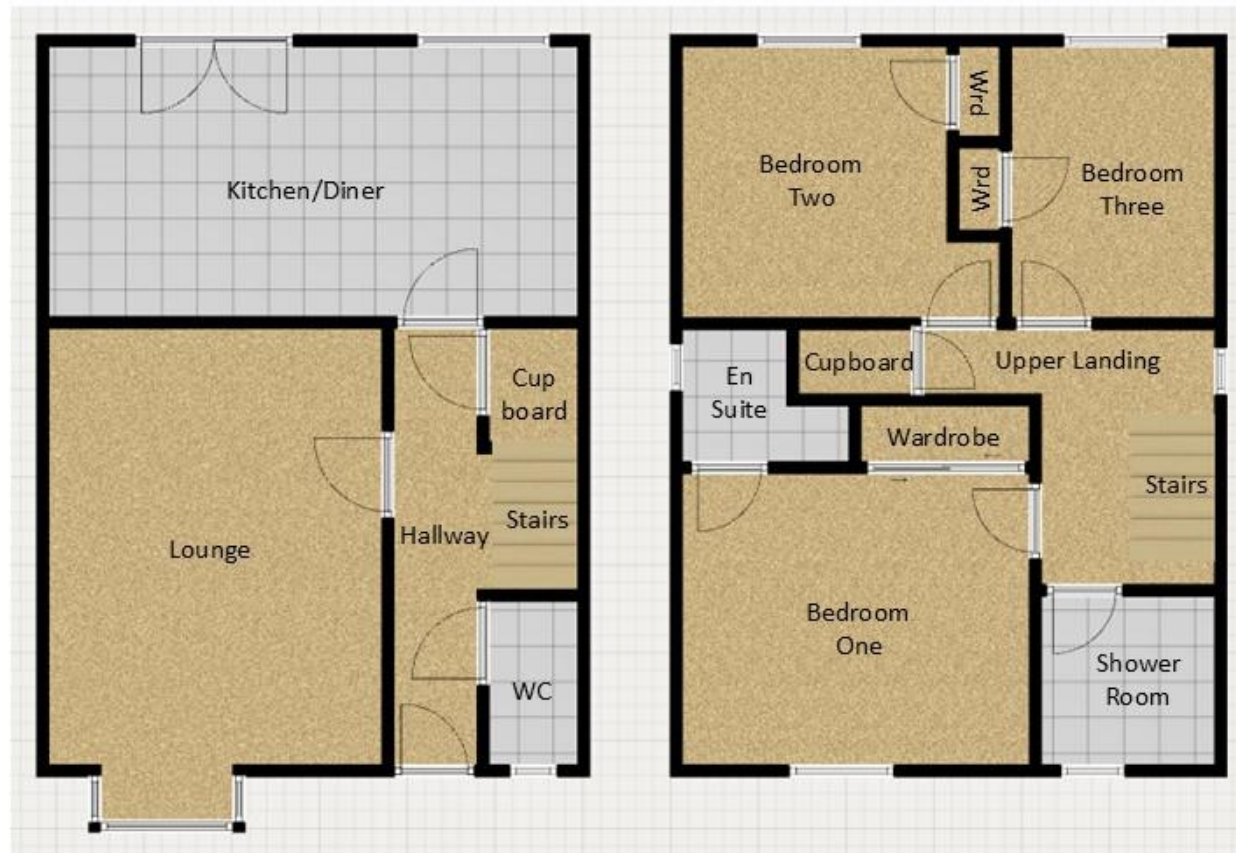 Kitchen/Diner
Cup
board
Lounge
Hallway
Stairs
WC
Bedroom
Two
Wrd
Wrd
Bedroom
Three
En
Suite
Cupboard
Upper Landing
Wardrobe
Stairs
Bedroom
One
Shower
Room